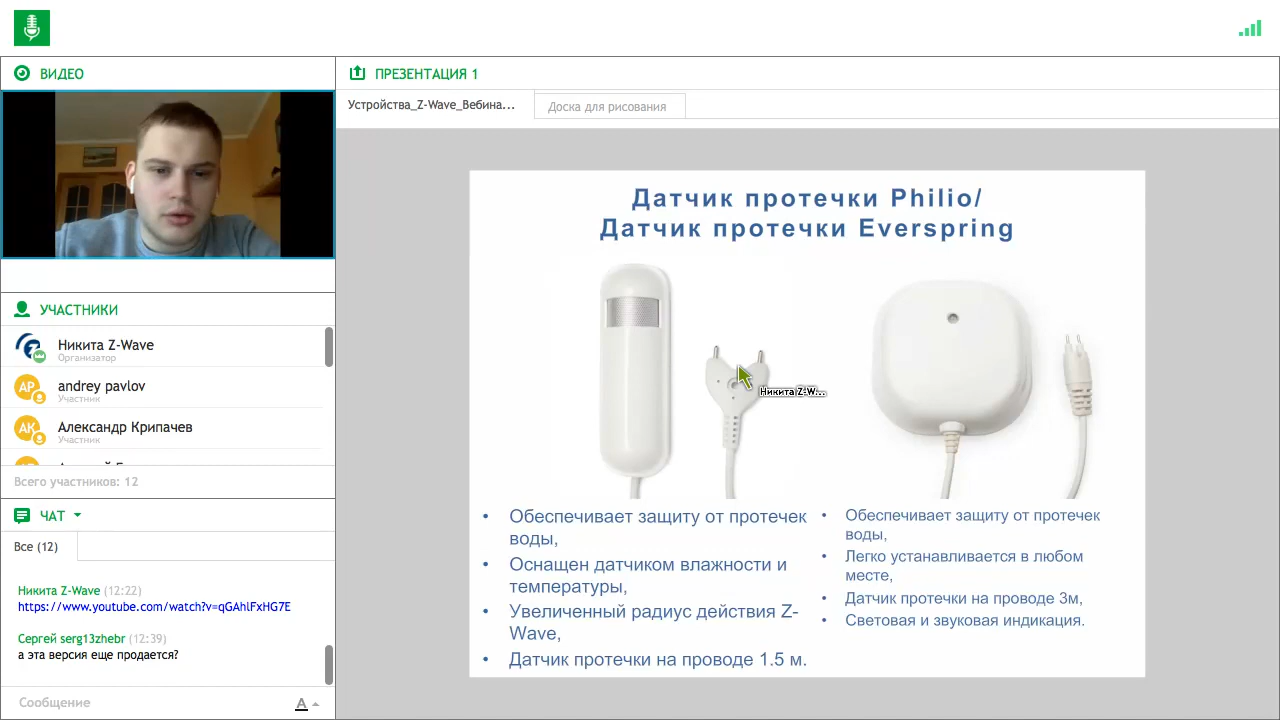 ВИДЕО
ПРЕЗЕНТАЦИЯ 1
Устройства_Z-Wave_Вебина...
Доска для рисования
Датчик протечки Philio/
Датчик протечки Everspring
Никита Z-W...
• Обеспечивает защиту от протечек
воды,
• Оснащен датчиком влажности и
температуры,
• Увеличенный радиус действия Z-
Wave,
• Датчик протечки на проводе 1.5 м.
• Обеспечивает защиту от протечек
воды,
• Легко устанавливается в любом
месте,
• Датчик протечки на проводе 3м,
• Световая и звуковая индикация.
УЧАСТНИКИ
Никита Z-Wave
Организатор
AP
andrey pavlov
Участник
АК
Александр Крипачев
Участник
Всего участников: 12
ЧАТ
Все (12)
Никита Z-Wave (12:22)
https://www.youtube.com/watch?v=qGAhlFxHG7E
Сергей serg13zhebr (12:39)
а эта версия еще продается?
Сообщение
A